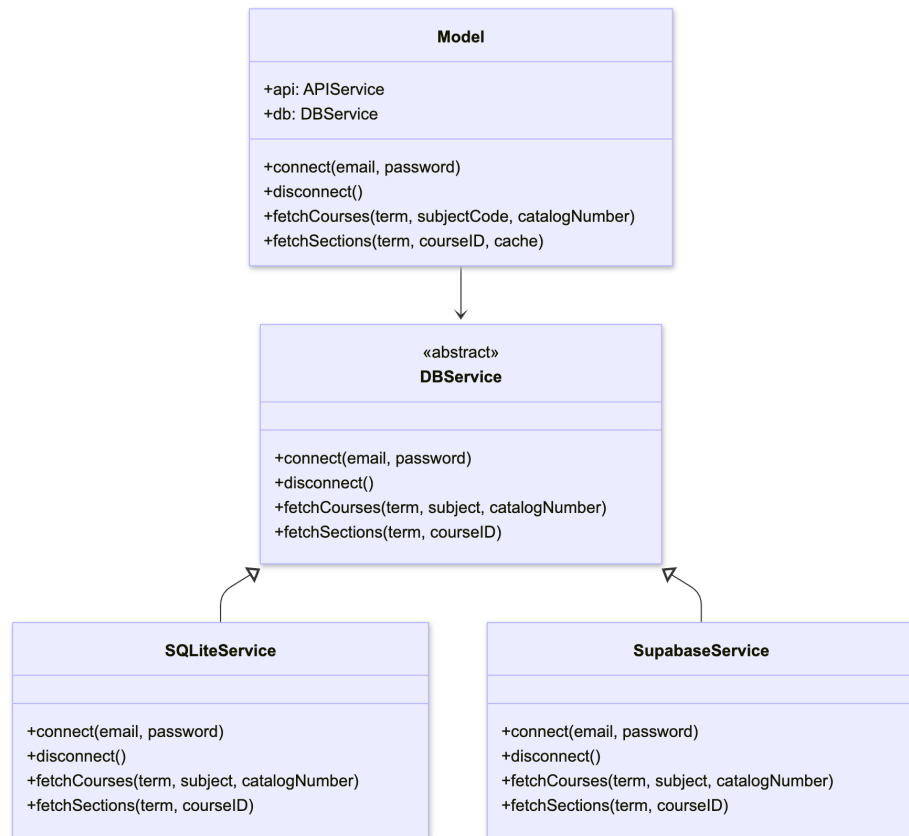 Model
+api: APIService
+db: DBService
+connect(email, password)
+disconnect()
+fetchCourses(term, subjectCode, catalogNumber)
+fetchSections(term, courseID, cache)
«abstract»
DBService
+connect(email, password)
+disconnect()
+fetchCourses(term, subject, catalogNumber)
+fetchSections(term, courseID)
SQLiteService
+connect(email, password)
+disconnect()
+fetchCourses(term, subject, catalogNumber)
+fetchSections(term, courseID)
SupabaseService
+connect(email, password)
+disconnect()
+fetchCourses(term, subject, catalogNumber)
+fetchSections(term, courseID)